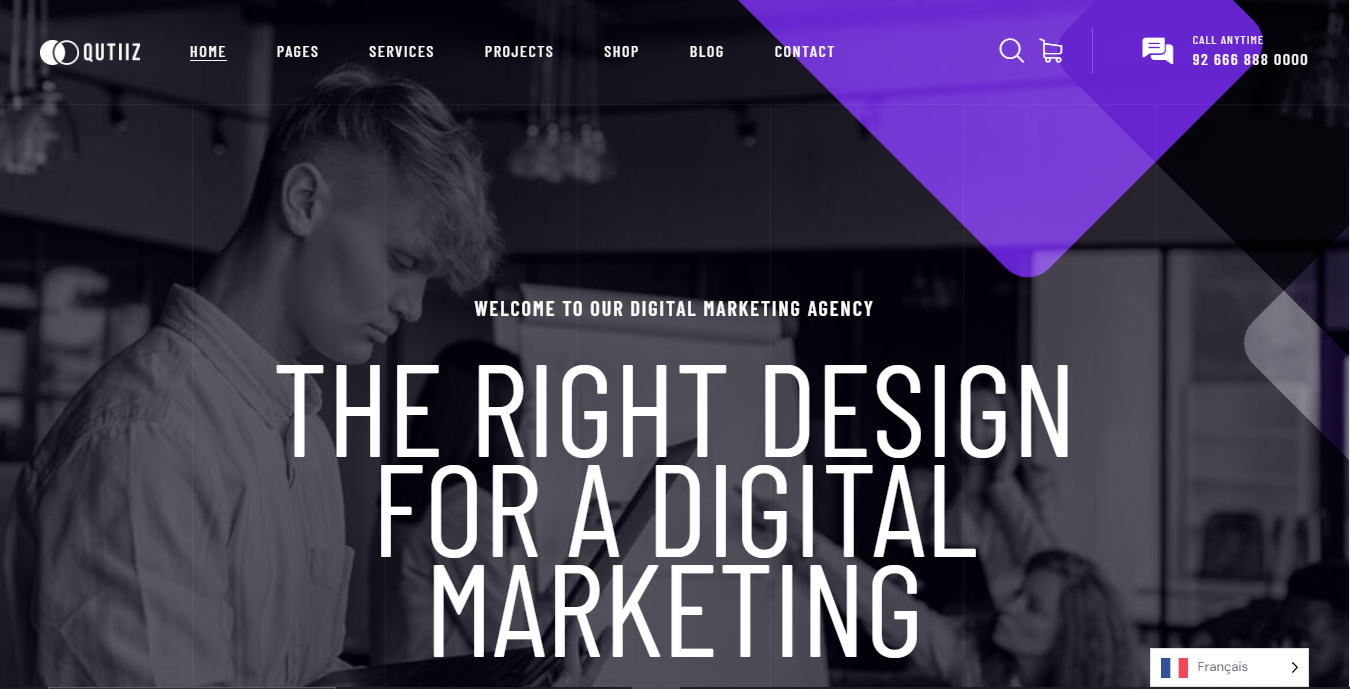 QUTIIZ
HOME PAGES SERVICES PROJECTS SHOP BLOG CONTACT
CALL ANYTIME
92 666 888 0000
WELCOME TO OUR DIGITAL MARKETING AGENCY
THE RIGHT DESIGN
FOR A DIGITAL
MARKETING
Français